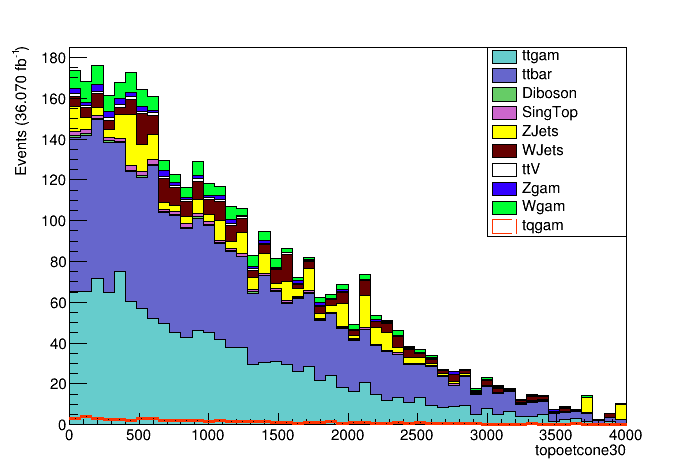 Events (36.070 fb⁻¹)
180
160
140
120
100
80
60
40
20
0
ttgam
ttbar
Diboson
SingTop
ZJets
WJets
ttV
Zgam
Wgam
tqgam
0 500 1000 1500 2000 2500 3000 3500 4000
topoetcone30